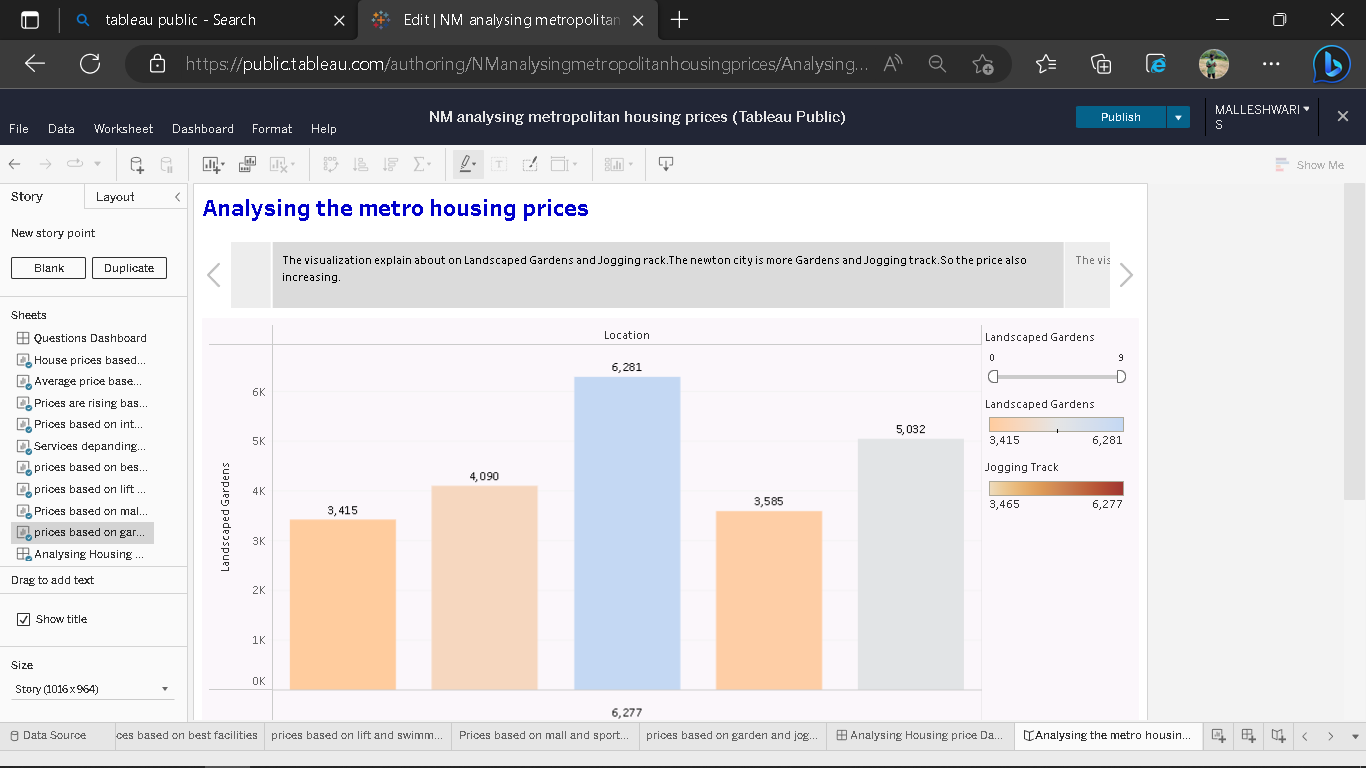 tableau public - Search
Edit | NM analysing metropolitan
https://public.tableau.com/authoring/NManalysingmetropolitanhousingprices/Analysing...
NM analysing metropolitan housing prices (Tableau Public)
Publish
MALLESHWARI S
File Data Worksheet Dashboard Format Help
Show Me
Story Layout
New story point
Blank Duplicate
Sheets
Questions Dashboard
House prices based...
Average price base...
Prices are rising bas...
Prices based on int...
Services depanding...
prices based on bes...
prices based on lift ...
Prices based on mal...
prices based on gar...
Analysing Housing ...
Drag to add text
Show title
Size
Story (1016 x 964)
Analysing the metro housing prices
The visualization explain about on Landscaped Gardens and Jogging rack.The newton city is more Gardens and Jogging track.So the price also
increasing.
The vis
Location
Landscaped Gardens
6K
5K
4K
3K
2K
1K
0K
3,415
4,090
6,281
3,585
5,032
6,277
Landscaped Gardens
0 9
Landscaped Gardens
3,415 6,281
Jogging Track
3,465 6,277
Data Source
ces based on best facilities
prices based on lift and swimm...
Prices based on mall and sport...
prices based on garden and jog...
Analysing Housing price Da...
Analysing the metro housin...